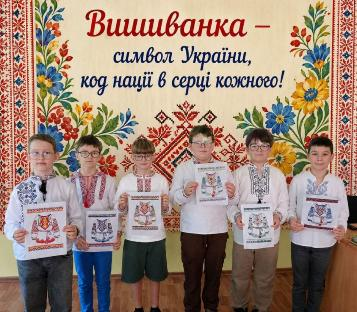 Вишиванка –
символ України,
код нації в серці кожного!